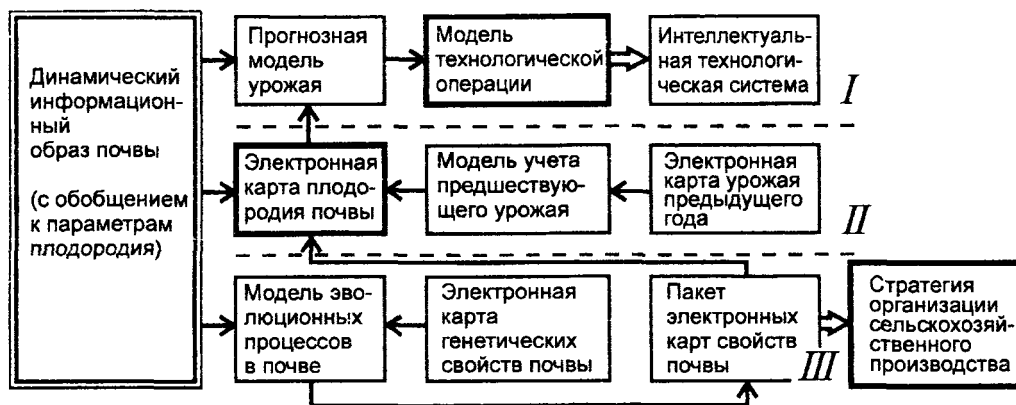 Динамический
информацион-
ный
образ почвы
(с обобщением
к параметрам
плодородия)
Прогнозная
модель
урожая
Модель
технологической
операции
Интеллектуаль-
ная технологи-
ческая система
I
Электронная
карта плодо-
родия почвы
Модель учета
предшествую-
щего урожая
Электронная
карта урожая
предыдущего
года
II
Модель эво-
люционных
процессов
в почве
Электронная
карта
генетических
свойств почвы
Пакет
электронных
карт свойств
почвы
III
Стратегия
организации
сельскохозяй-
ственного
производства